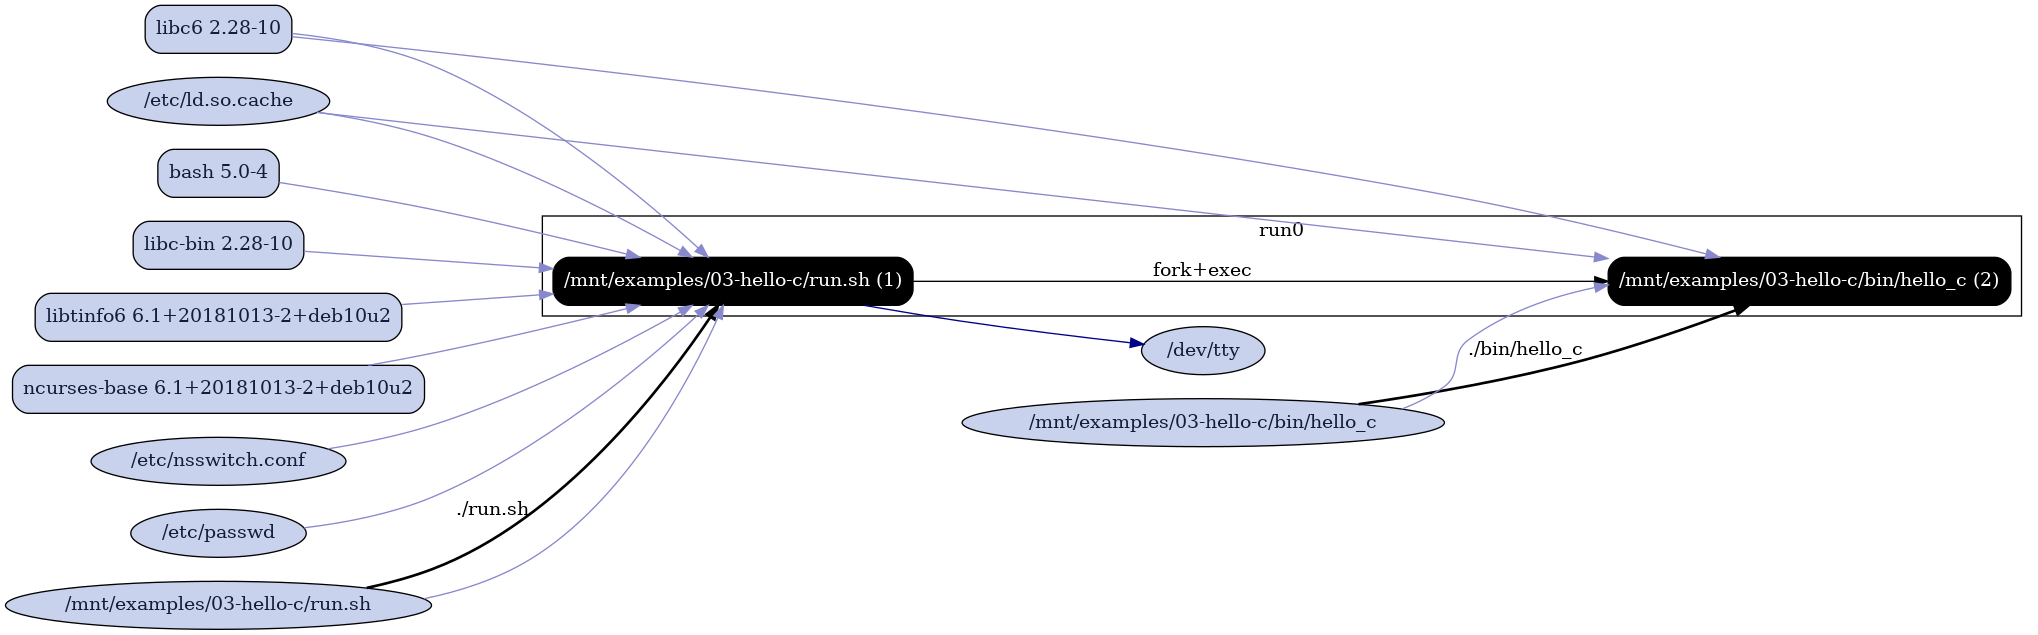 libc6 2.28-10
/etc/ld.so.cache
bash 5.0-4
libc-bin 2.28-10
libtinfo6 6.1+20181013-2+deb10u2
ncurses-base 6.1+20181013-2+deb10u2
/etc/nsswitch.conf
/etc/passwd
/mnt/examples/03-hello-c/run.sh
./run.sh
run0
/mnt/examples/03-hello-c/run.sh (1)
fork+exec
/mnt/examples/03-hello-c/bin/hello_c (2)
/dev/tty
./bin/hello_c
/mnt/examples/03-hello-c/bin/hello_c